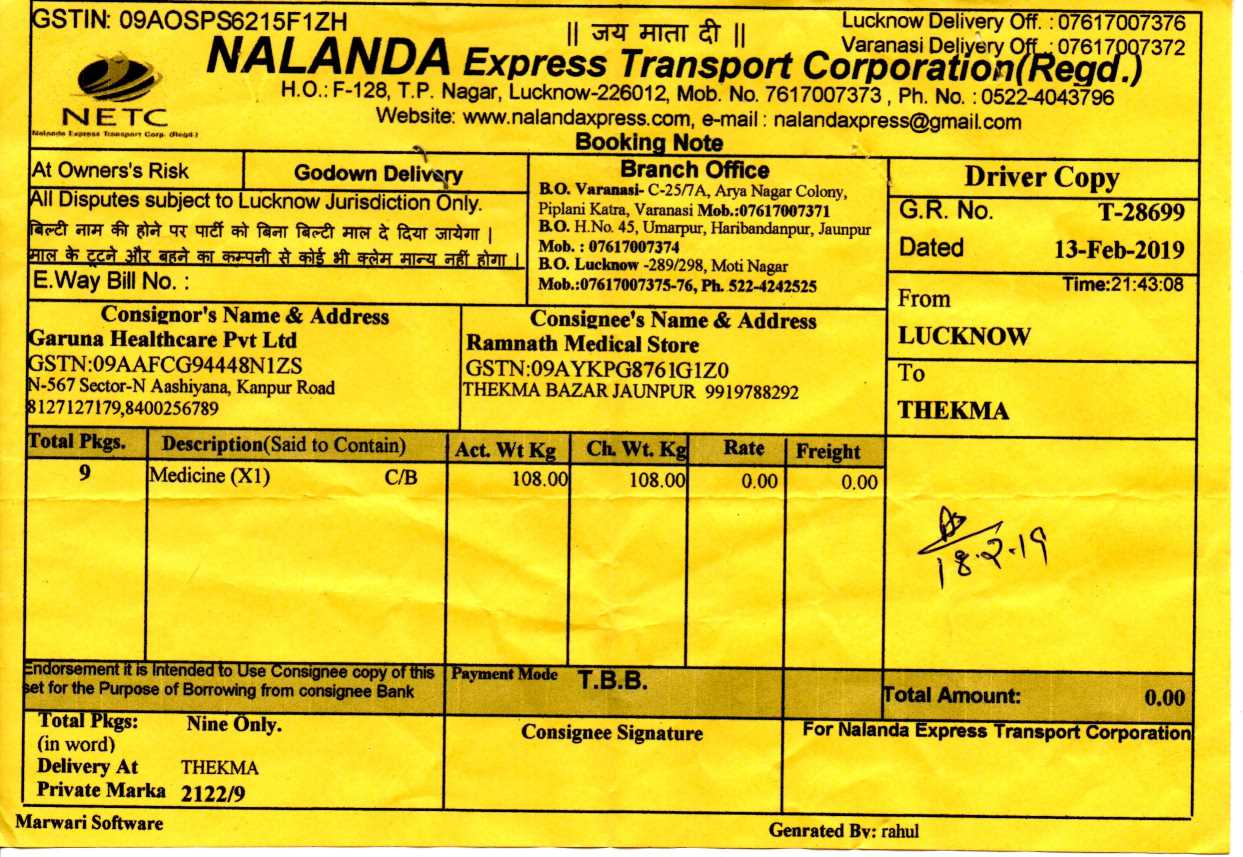 GSTIN: 09AOSPS6215F1ZH
|| जय माता दी ||
Lucknow Delivery Off. : 07617007376
Varanasi Delivery Off. : 07617007372
NALANDA Express Transport Corporation(Regd.)
H.O.: F-128, T.P. Nagar, Lucknow-226012, Mob. No. 7617007373 , Ph. No. : 0522-4043796
Website: www.nalandaxpress.com, e-mail : nalandaxpress@gmail.com
NETC
Nalanda Express Transport Corp. (Regd.)
Booking Note
At Owners's Risk
Godown Delivery
All Disputes subject to Lucknow Jurisdiction Only.
बिल्टी नाम की होने पर पार्टी को बिना बिल्टी माल दे दिया जायेगा |
माल के टूटने और बहने का कम्पनी से कोई भी क्लेम मान्य नहीं होगा |
E.Way Bill No. :
Branch Office
B.O. Varanasi- C-25/7A, Arya Nagar Colony,
Piplani Katra, Varanasi Mob.:07617007371
B.O. H.No. 45, Umarpur, Haribandanpur, Jaunpur
Mob. : 07617007374
B.O. Lucknow -289/298, Moti Nagar
Mob.:07617007375-76, Ph. 522-4242525
Driver Copy
G.R. No. T-28699
Dated 13-Feb-2019
Time:21:43:08
From
LUCKNOW
To
THEKMA
Consignor's Name & Address
Garuna Healthcare Pvt Ltd
GSTN:09AAFCG94448N1ZS
N-567 Sector-N Aashiyana, Kanpur Road
8127127179,8400256789
Consignee's Name & Address
Ramnath Medical Store
GSTN:09AYKPG8761G1Z0
THEKMA BAZAR JAUNPUR 9919788292
Total Pkgs. Description(Said to Contain) Act. Wt Kg Ch. Wt. Kg Rate Freight
9 Medicine (X1) C/B 108.00 108.00 0.00 0.00
18.2.19
Endorsement it is Intended to Use Consignee copy of this
set for the Purpose of Borrowing from consignee Bank
Payment Mode T.B.B.
Total Amount: 0.00
Total Pkgs: Nine Only.
(in word)
Delivery At THEKMA
Private Marka 2122/9
Consignee Signature
For Nalanda Express Transport Corporation
Marwari Software
Genrated By: rahul